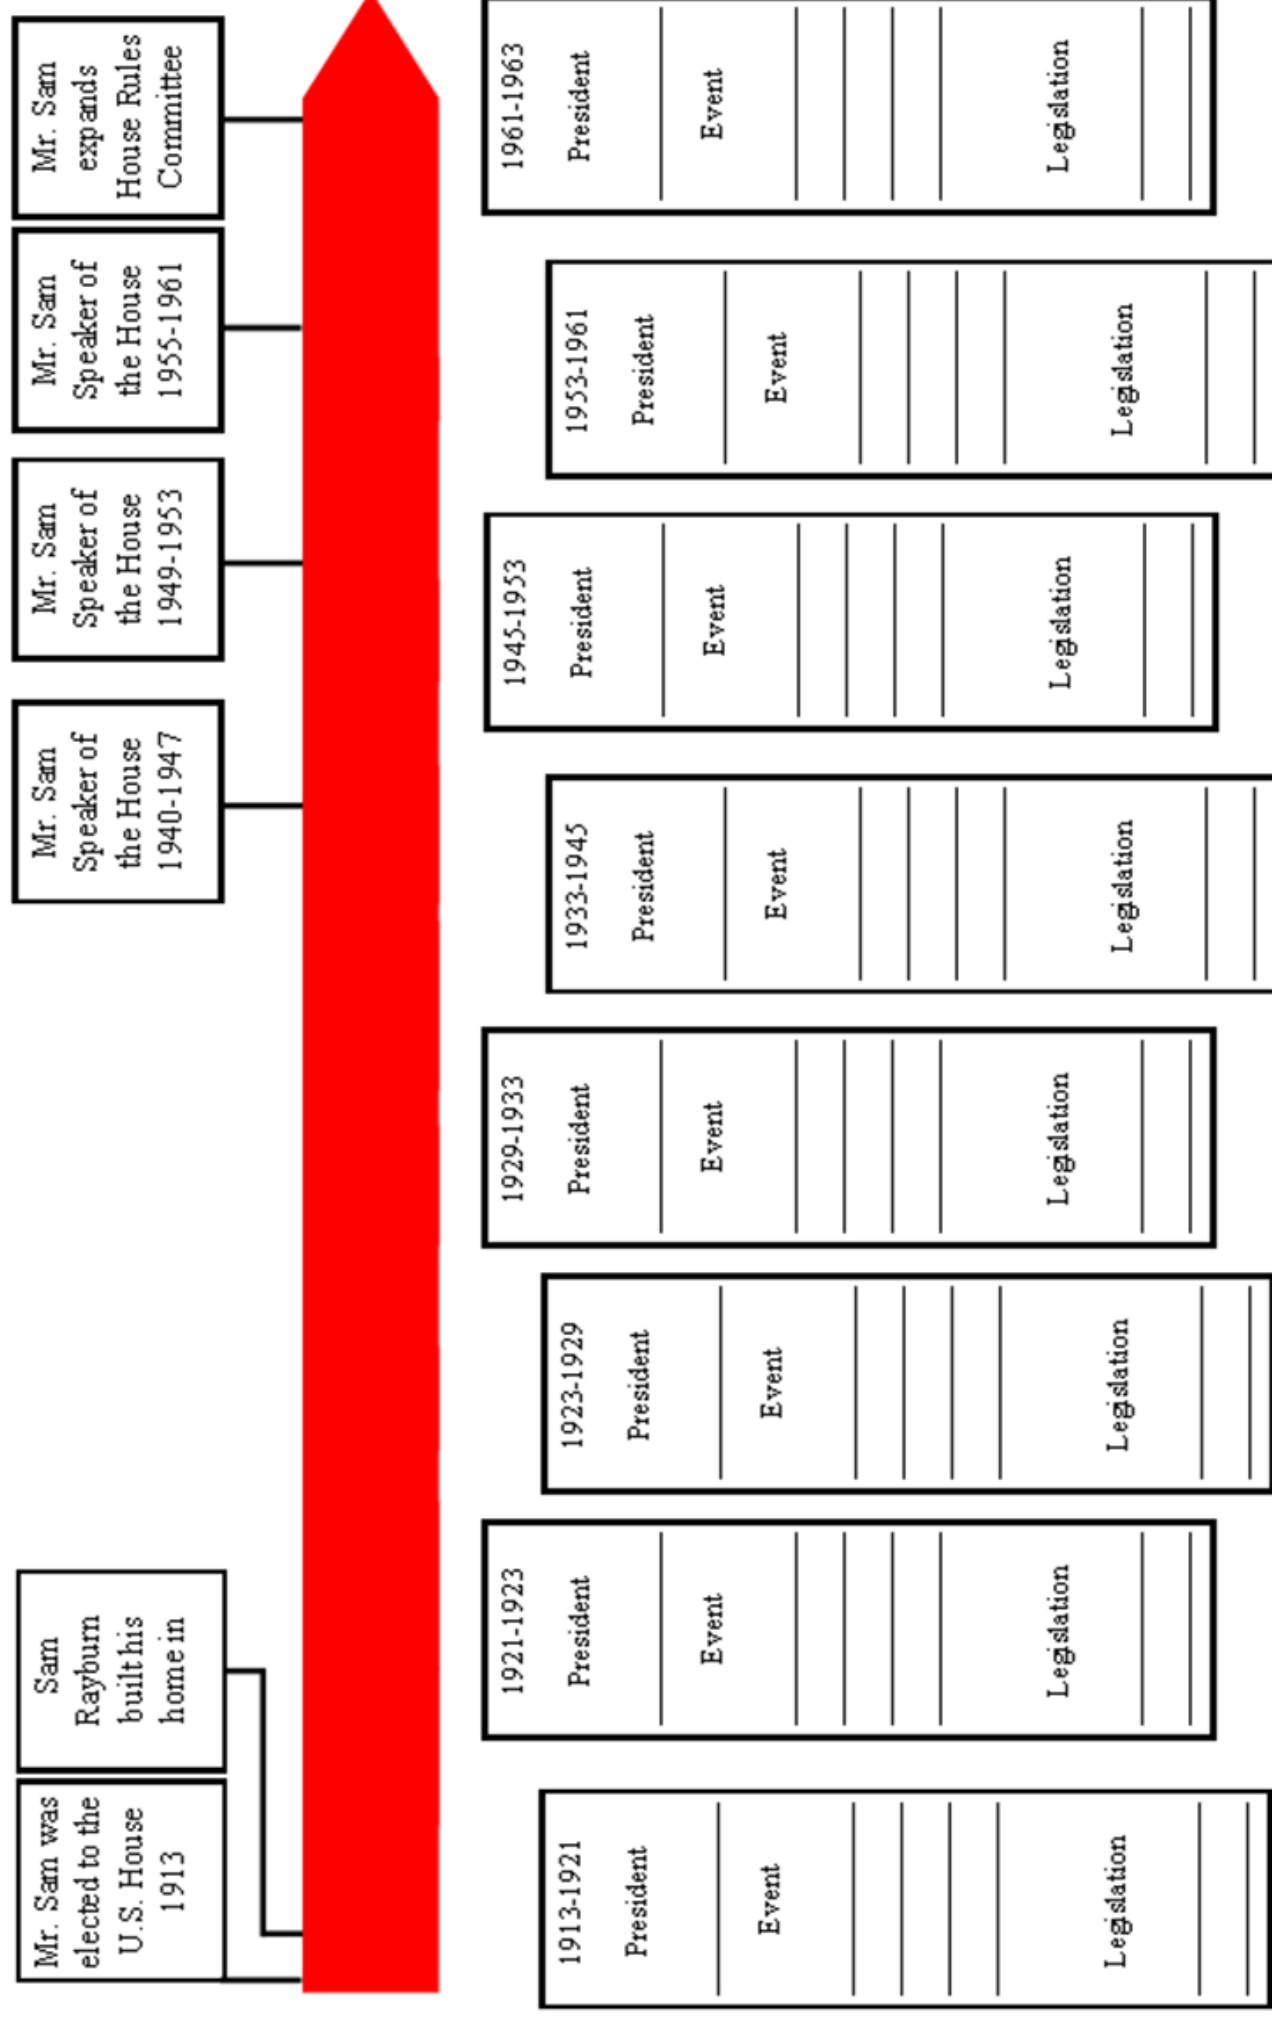 Mr. Sam was
elected to the
U.S. House
1913
Sam
Rayburn
built his
home in
Mr. Sam
Speaker of
the House
1940-1947
Mr. Sam
Speaker of
the House
1949-1953
Mr. Sam
Speaker of
the House
1955-1961
Mr. Sam
expands
House Rules
Committee
1913-1921
President
Event
Legislation
1921-1923
President
Event
Legislation
1923-1929
President
Event
Legislation
1929-1933
President
Event
Legislation
1933-1945
President
Event
Legislation
1945-1953
President
Event
Legislation
1953-1961
President
Event
Legislation
1961-1963
President
Event
Legislation